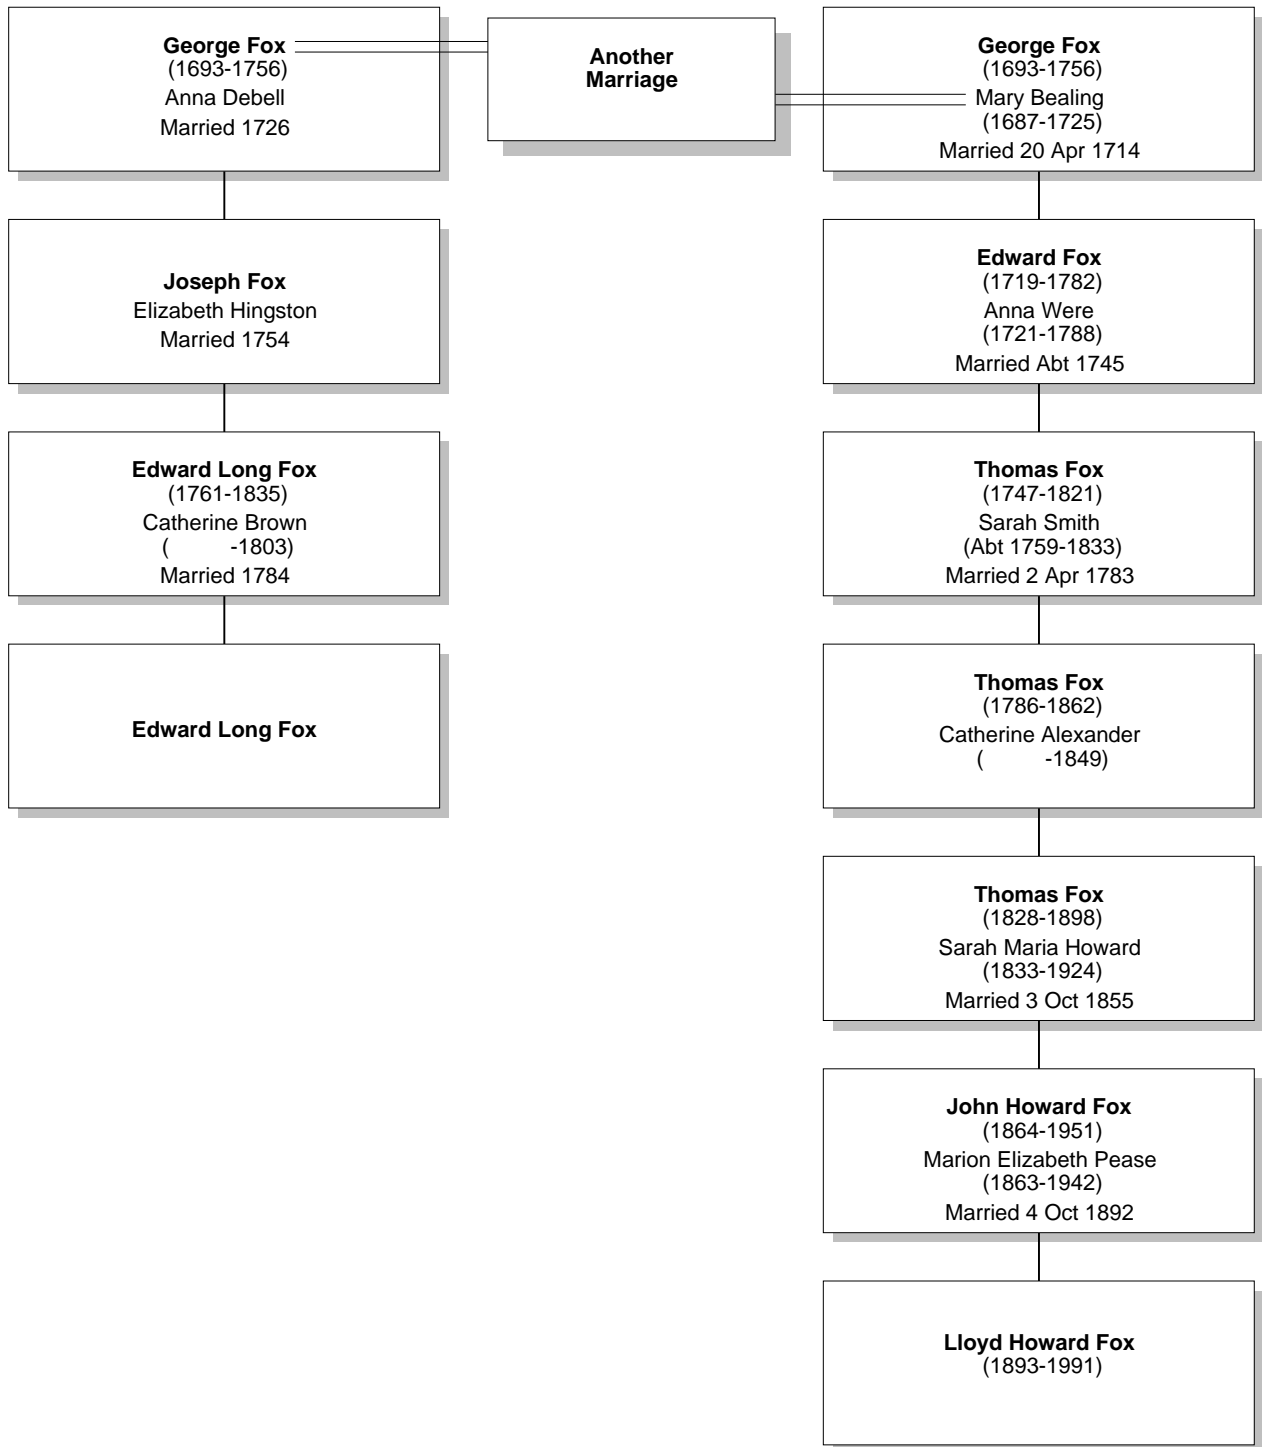 George Fox
(1693-1756)
Anna Debell
Married 1726
Another
Marriage
George Fox
(1693-1756)
Mary Bealing
(1687-1725)
Married 20 Apr 1714
Joseph Fox
Elizabeth Hingston
Married 1754
Edward Fox
(1719-1782)
Anna Were
(1721-1788)
Married Abt 1745
Edward Long Fox
(1761-1835)
Catherine Brown
(          -1803)
Married 1784
Thomas Fox
(1747-1821)
Sarah Smith
(Abt 1759-1833)
Married 2 Apr 1783
Edward Long Fox
Thomas Fox
(1786-1862)
Catherine Alexander
(          -1849)
Thomas Fox
(1828-1898)
Sarah Maria Howard
(1833-1924)
Married 3 Oct 1855
John Howard Fox
(1864-1951)
Marion Elizabeth Pease
(1863-1942)
Married 4 Oct 1892
Lloyd Howard Fox
(1893-1991)